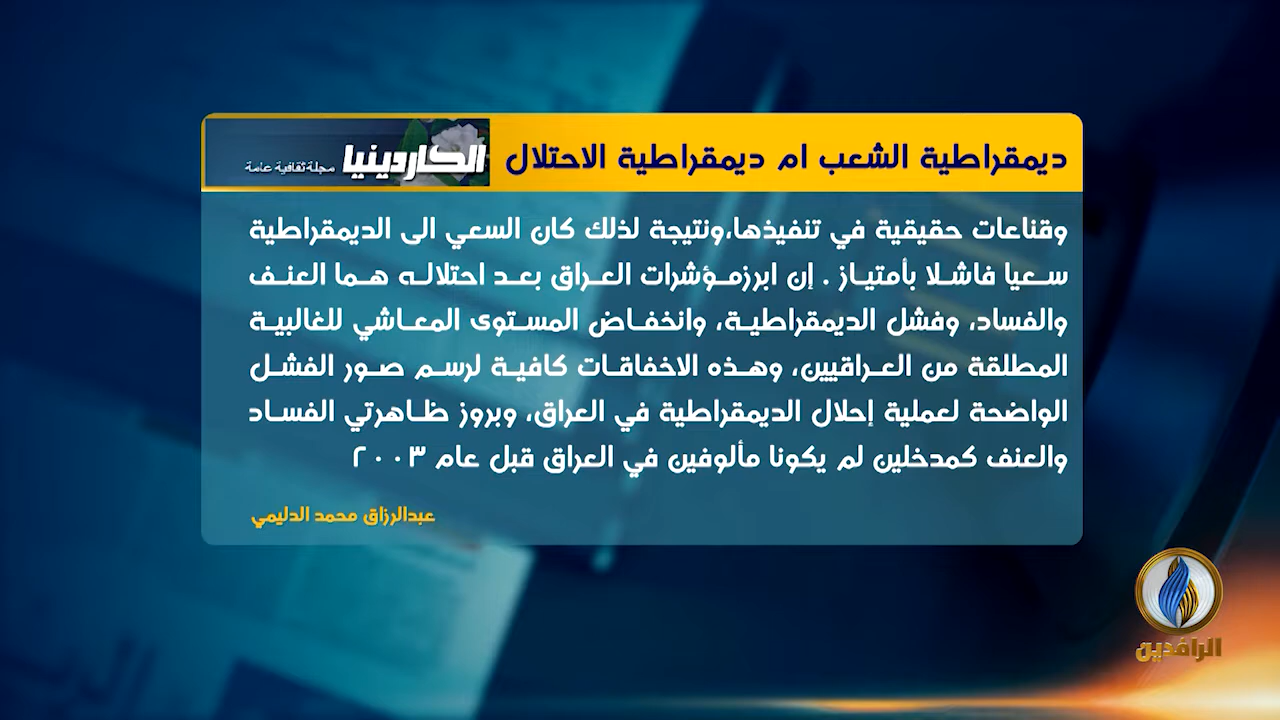 ديمقراطية الشعب ام ديمقراطية الاحتلال
الكاردينيا
مجلة ثقافية عامة
وقناعات حقيقية في تنفيذها،ونتيجة لذلك كان السعي الى الديمقراطية
سعيا فاشلا بأمتياز . إن ابرزمؤشرات العراق بعد احتلاله هما العنف
والفساد، وفشل الديمقراطية، وانخفاض المستوى المعاشي للغالبية
المطلقة من العراقيين، وهذه الاخفاقات كافية لرسم صور الفشل
الواضحة لعملية إحلال الديمقراطية في العراق، وبروز ظاهرتي الفساد
والعنف كمدخلين لم يكونا مألوفين في العراق قبل عام ٢٠٠٣
عبدالرزاق محمد الدليمي
الرافدين